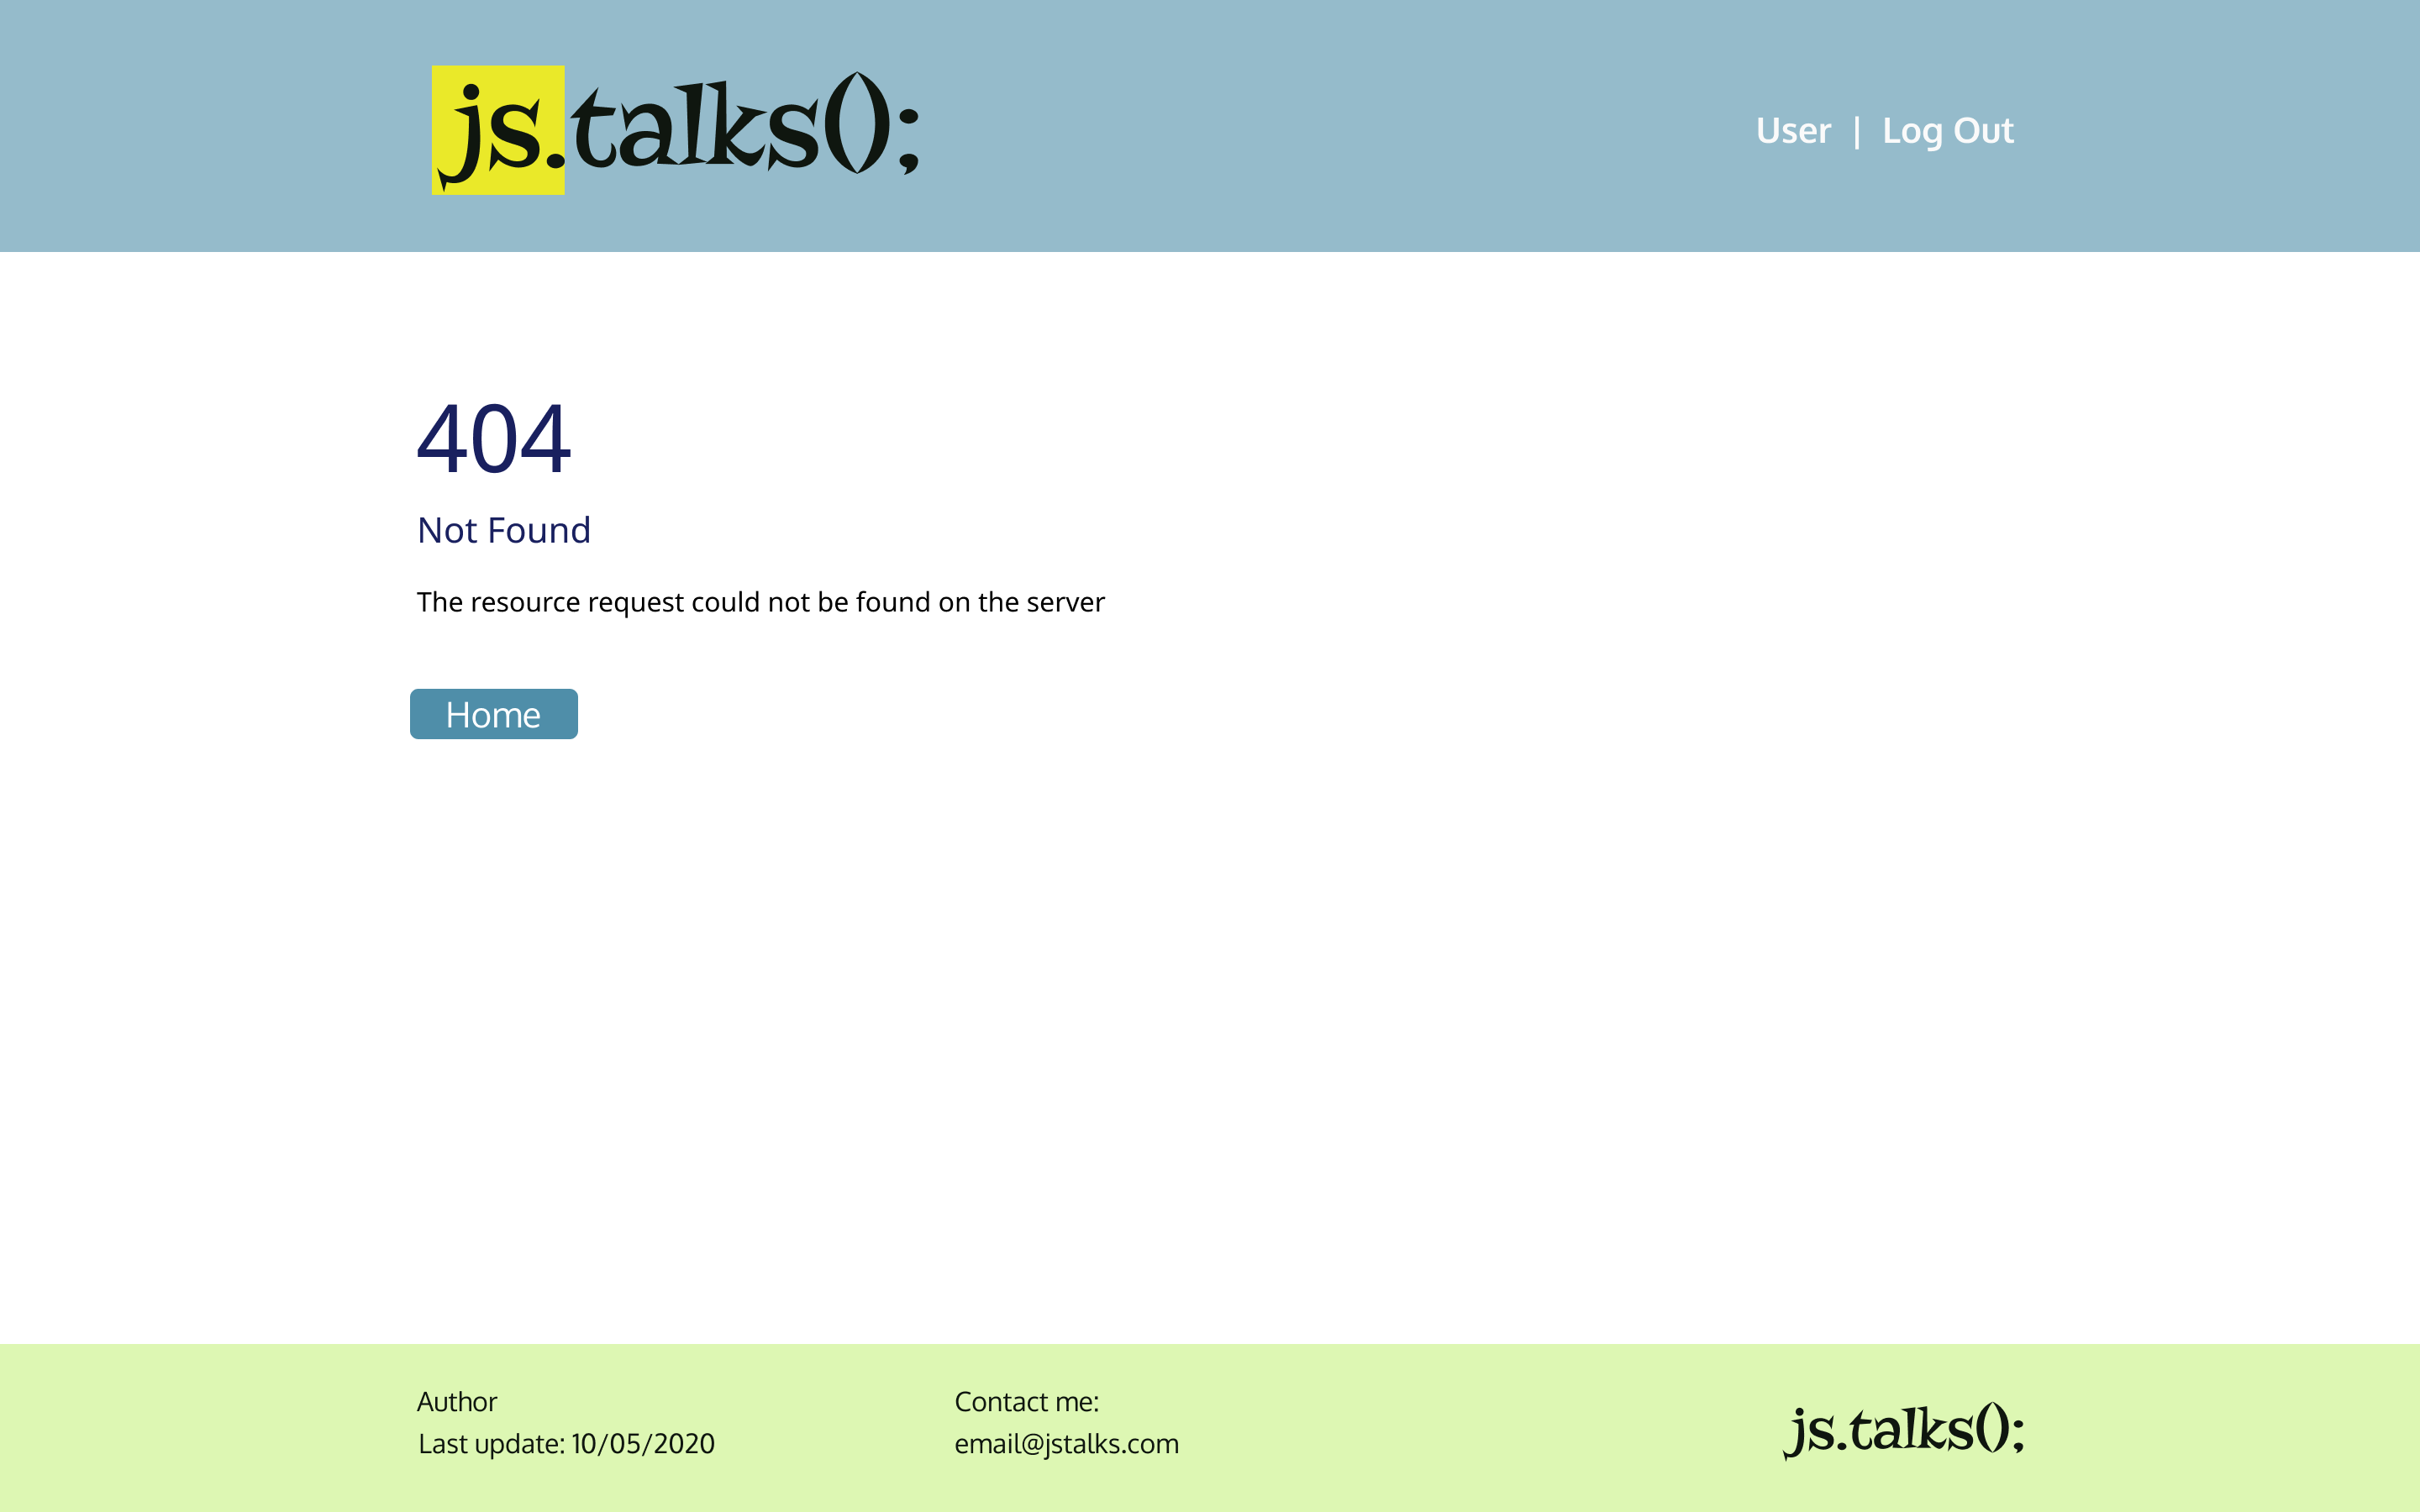 js.talks();
User | Log Out
404
Not Found
The resource request could not be found on the server
Home
Author
Last update: 10/05/2020
Contact me:
email@jstalks.com
js.talks();